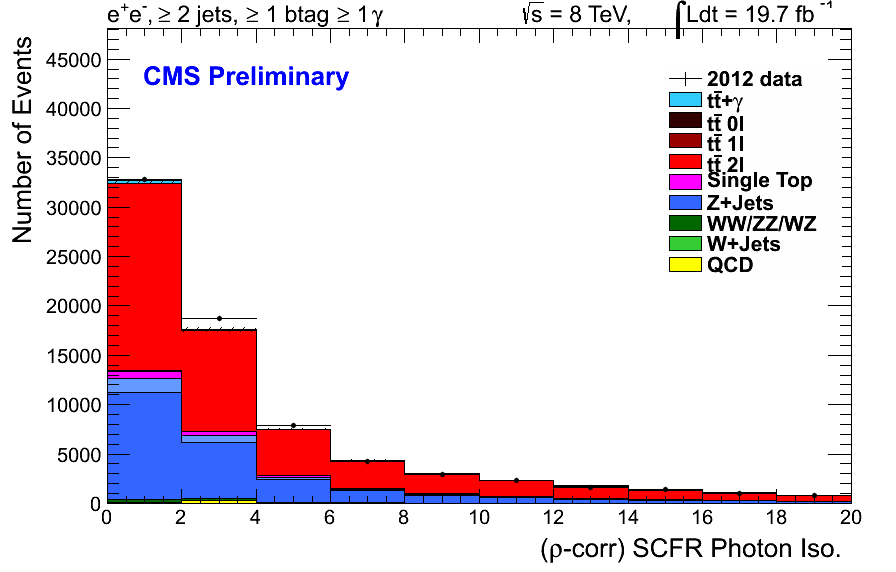 e⁺e⁻, ≥ 2 jets, ≥ 1 btag ≥ 1 γ
√s = 8 TeV, ∫Ldt = 19.7 fb⁻¹
CMS Preliminary
Number of Events
45000
40000
35000
30000
25000
20000
15000
10000
5000
0
2012 data
tt̄+γ
tt̄ 0l
tt̄ 1l
tt̄ 2l
Single Top
Z+Jets
WW/ZZ/WZ
W+Jets
QCD
0 2 4 6 8 10 12 14 16 18 20
(ρ-corr) SCFR Photon Iso.